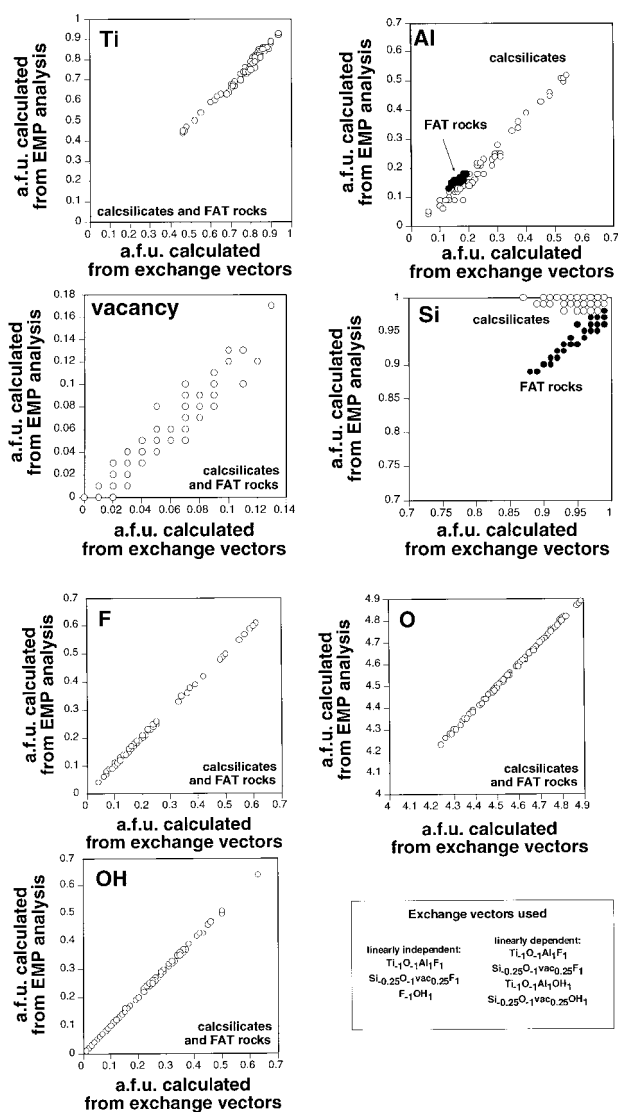 Ti
a.f.u. calculated
from EMP analysis
1
0.9
0.8
0.7
0.6
0.5
0.4
0.3
0.2
0.1
0
calcsilicates and FAT rocks
0 0.1 0.2 0.3 0.4 0.5 0.6 0.7 0.8 0.9 1
a.f.u. calculated
from exchange vectors
Al
a.f.u. calculated
from EMP analysis
0.7
0.6
0.5
0.4
0.3
0.2
0.1
0
calcsilicates
FAT rocks
0 0.1 0.2 0.3 0.4 0.5 0.6 0.7
a.f.u. calculated
from exchange vectors
vacancy
a.f.u. calculated
from EMP analysis
0.18
0.16
0.14
0.12
0.1
0.08
0.06
0.04
0.02
0
calcsilicates
and FAT rocks
0 0.02 0.04 0.06 0.08 0.1 0.12 0.14
a.f.u. calculated
from exchange vectors
Si
a.f.u. calculated
from EMP analysis
1
0.95
0.9
0.85
0.8
0.75
0.7
calcsilicates
FAT rocks
0.7 0.75 0.8 0.85 0.9 0.95 1
a.f.u. calculated
from exchange vectors
F
a.f.u. calculated
from EMP analysis
0.7
0.6
0.5
0.4
0.3
0.2
0.1
0
calcsilicates
and FAT rocks
0 0.1 0.2 0.3 0.4 0.5 0.6 0.7
a.f.u. calculated
from exchange vectors
O
a.f.u. calculated
from EMP analysis
4.9
4.8
4.7
4.6
4.5
4.4
4.3
4.2
4.1
4
calcsilicates
and FAT rocks
4 4.1 4.2 4.3 4.4 4.5 4.6 4.7 4.8 4.9
a.f.u. calculated
from exchange vectors
OH
a.f.u. calculated
from EMP analysis
0.7
0.6
0.5
0.4
0.3
0.2
0.1
0
calcsilicates
and FAT rocks
0 0.1 0.2 0.3 0.4 0.5 0.6 0.7
a.f.u. calculated
from exchange vectors
Exchange vectors used
linearly independent:
Ti₋₁O₋₁Al₁F₁
Si₋₀.₂₅O₋₁vac₀.₂₅F₁
F₋₁OH₁
linearly dependent:
Ti₋₁O₋₁Al₁F₁
Si₋₀.₂₅O₋₁vac₀.₂₅F₁
Ti₋₁O₋₁Al₁OH₁
Si₋₀.₂₅O₋₁vac₀.₂₅OH₁